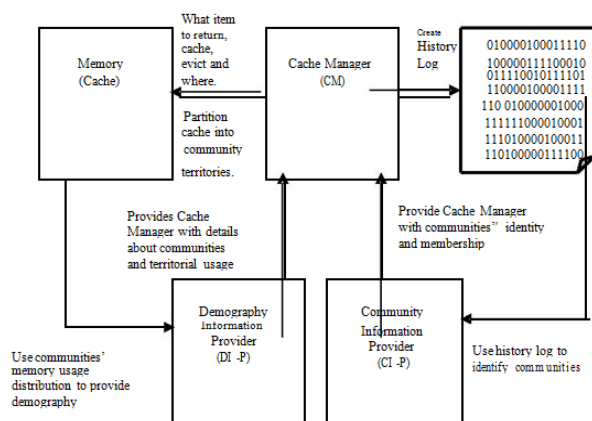 Memory
(Cache)
What item
to return,
cache,
evict and
where.
Partition
cache into
community
territories.
Cache Manager
(CM)
Create
History
Log
010000100011110
100000111100010
011110010111101
110000100001111
110 010000001000
111111000010001
111010000100011
110100000111100
Provides Cache
Manager with details
about communities
and territorial usage
Provide Cache Manager
with communities" identity
and membership
Demography
Information
Provider
(DI -P)
Community
Information
Provider
(CI -P)
Use communities'
memory usage
distribution to provide
demography
Use history log to
identify communities